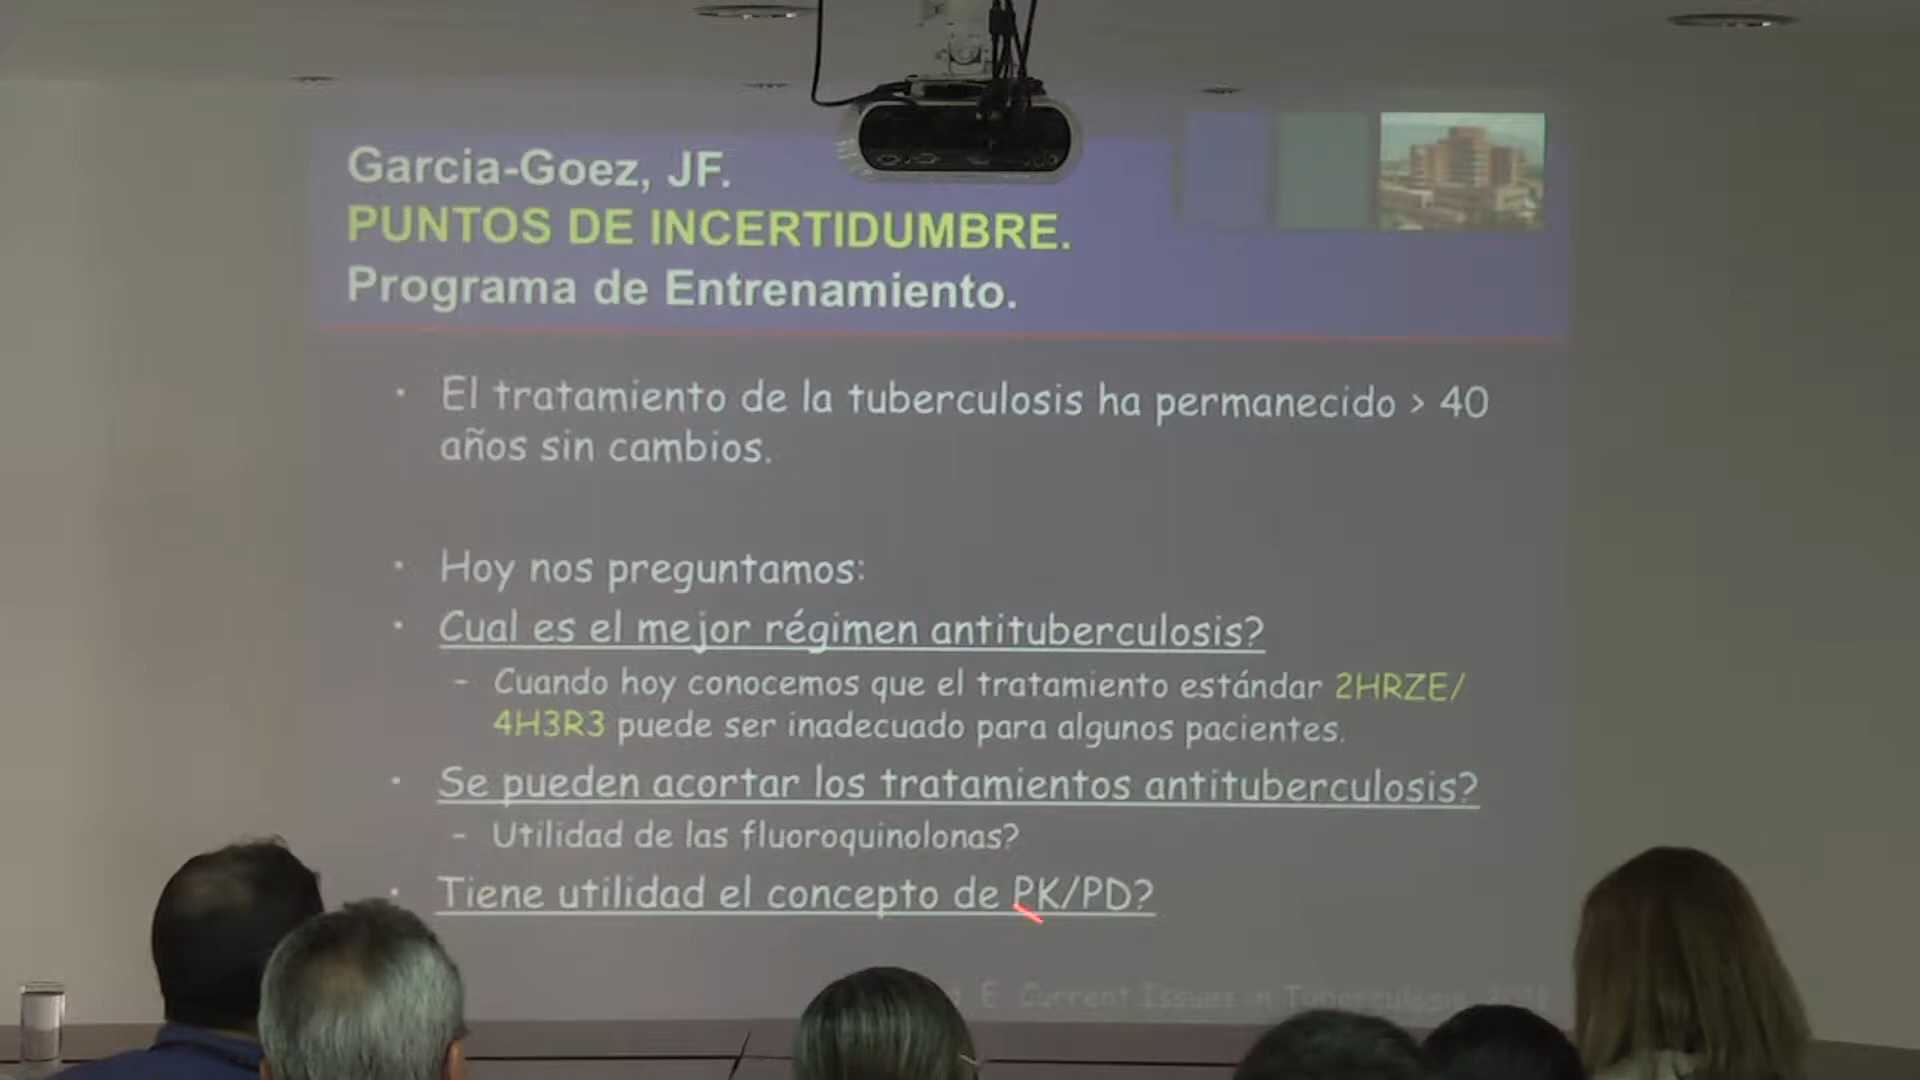 Garcia-Goez, JF.
PUNTOS DE INCERTIDUMBRE.
Programa de Entrenamiento.
· El tratamiento de la tuberculosis ha permanecido > 40
años sin cambios.
· Hoy nos preguntamos:
· Cual es el mejor régimen antituberculosis?
- Cuando hoy conocemos que el tratamiento estándar 2HRZE/
4H3R3 puede ser inadecuado para algunos pacientes.
· Se pueden acortar los tratamientos antituberculosis?
- Utilidad de las fluoroquinolonas?
· Tiene utilidad el concepto de PK/PD?
E. Current Issues in Tuberculosis